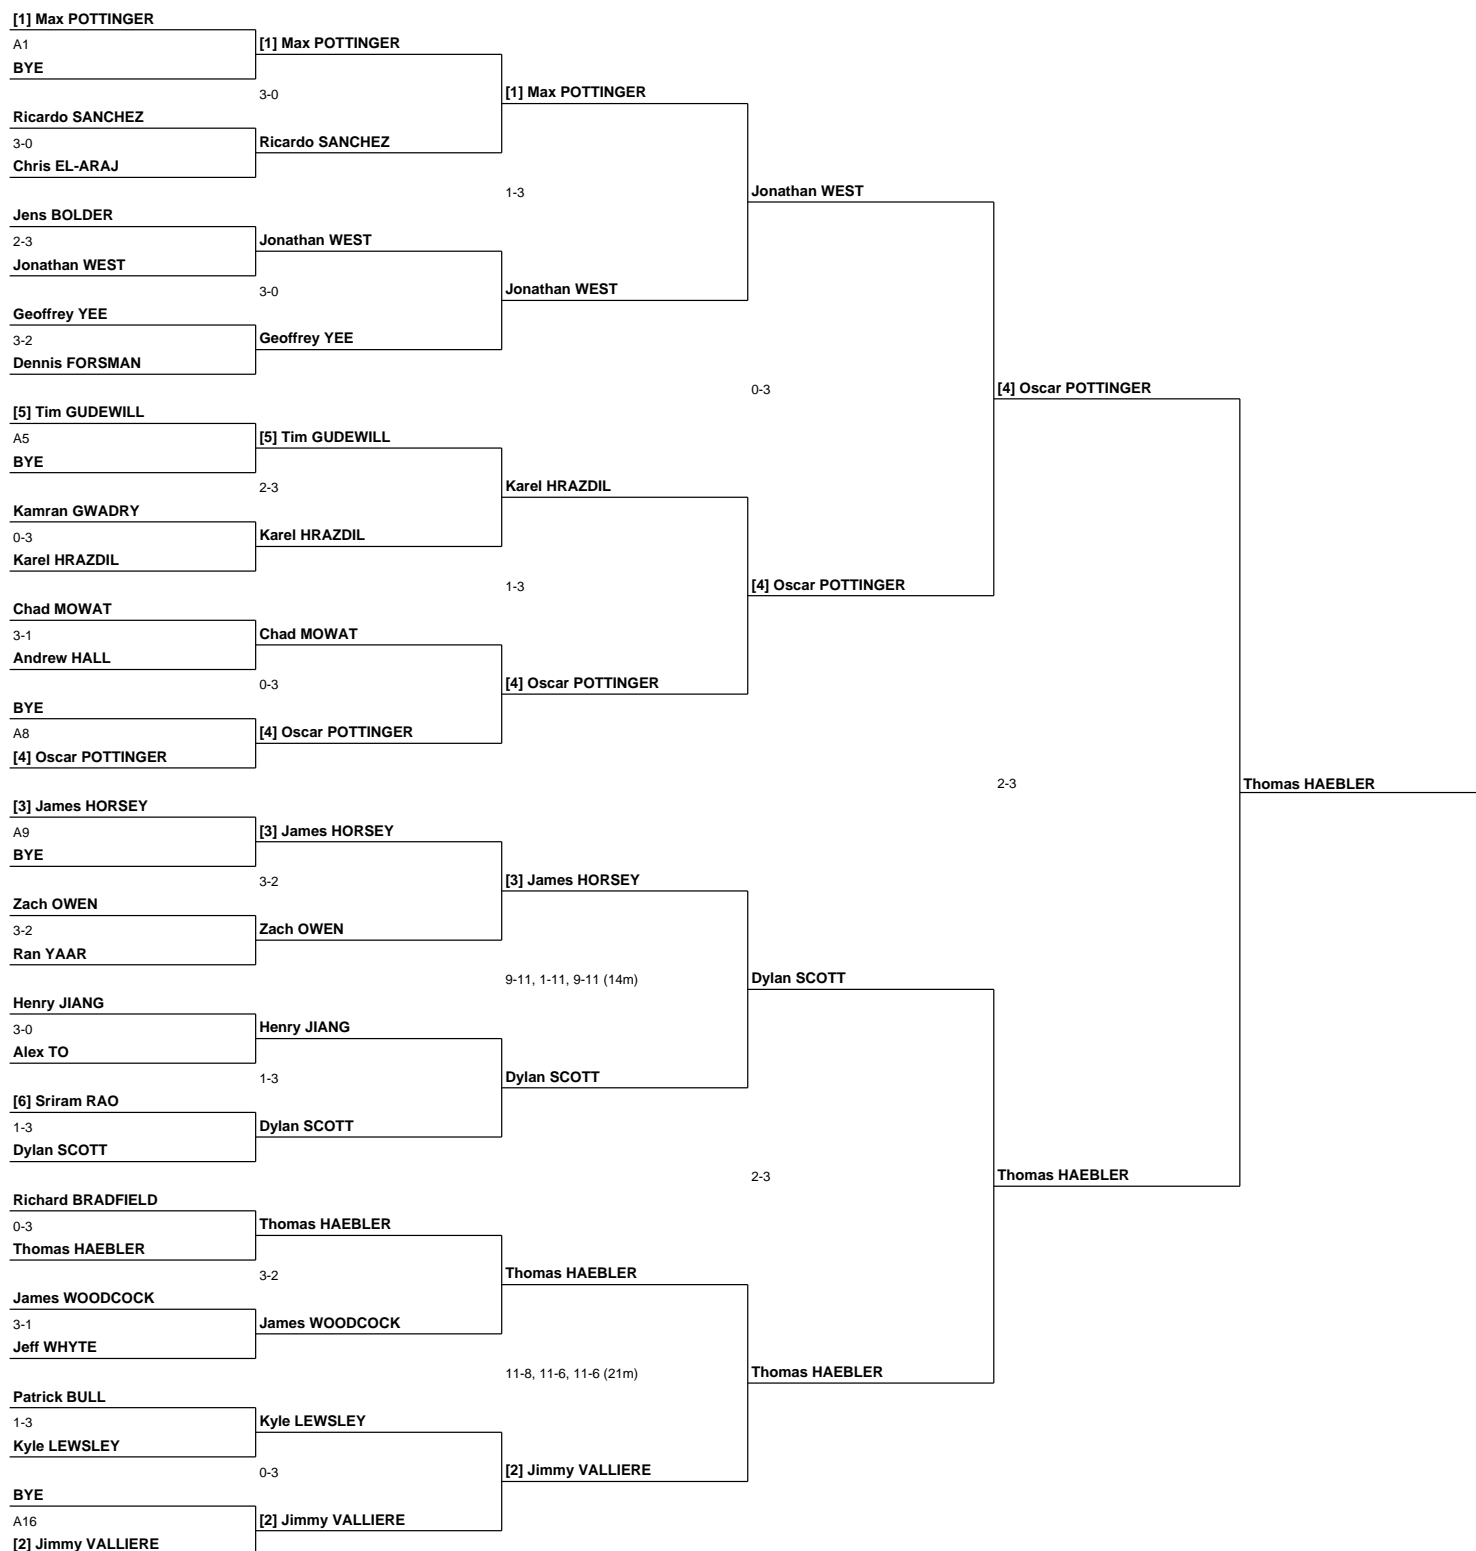 [1] Max POTTINGER
A1
[1] Max POTTINGER
BYE
3-0
[1] Max POTTINGER
Ricardo SANCHEZ
3-0
Ricardo SANCHEZ
Chris EL-ARAJ
1-3
Jonathan WEST
Jens BOLDER
2-3
Jonathan WEST
Jonathan WEST
3-0
Jonathan WEST
Geoffrey YEE
3-2
Geoffrey YEE
Dennis FORSMAN
0-3
[4] Oscar POTTINGER
[5] Tim GUDEWILL
A5
[5] Tim GUDEWILL
BYE
2-3
Karel HRAZDIL
Kamran GWADRY
0-3
Karel HRAZDIL
Karel HRAZDIL
1-3
[4] Oscar POTTINGER
Chad MOWAT
3-1
Chad MOWAT
Andrew HALL
0-3
[4] Oscar POTTINGER
BYE
A8
[4] Oscar POTTINGER
[4] Oscar POTTINGER
2-3
Thomas HAEBLER
[3] James HORSEY
A9
[3] James HORSEY
BYE
3-2
[3] James HORSEY
Zach OWEN
3-2
Zach OWEN
Ran YAAR
9-11, 1-11, 9-11 (14m)
Dylan SCOTT
Henry JIANG
3-0
Henry JIANG
Alex TO
1-3
Dylan SCOTT
[6] Sriram RAO
1-3
Dylan SCOTT
Dylan SCOTT
2-3
Thomas HAEBLER
Richard BRADFIELD
0-3
Thomas HAEBLER
Thomas HAEBLER
3-2
Thomas HAEBLER
James WOODCOCK
3-1
James WOODCOCK
Jeff WHYTE
11-8, 11-6, 11-6 (21m)
Thomas HAEBLER
Patrick BULL
1-3
Kyle LEWSLEY
Kyle LEWSLEY
0-3
[2] Jimmy VALLIERE
BYE
A16
[2] Jimmy VALLIERE
[2] Jimmy VALLIERE